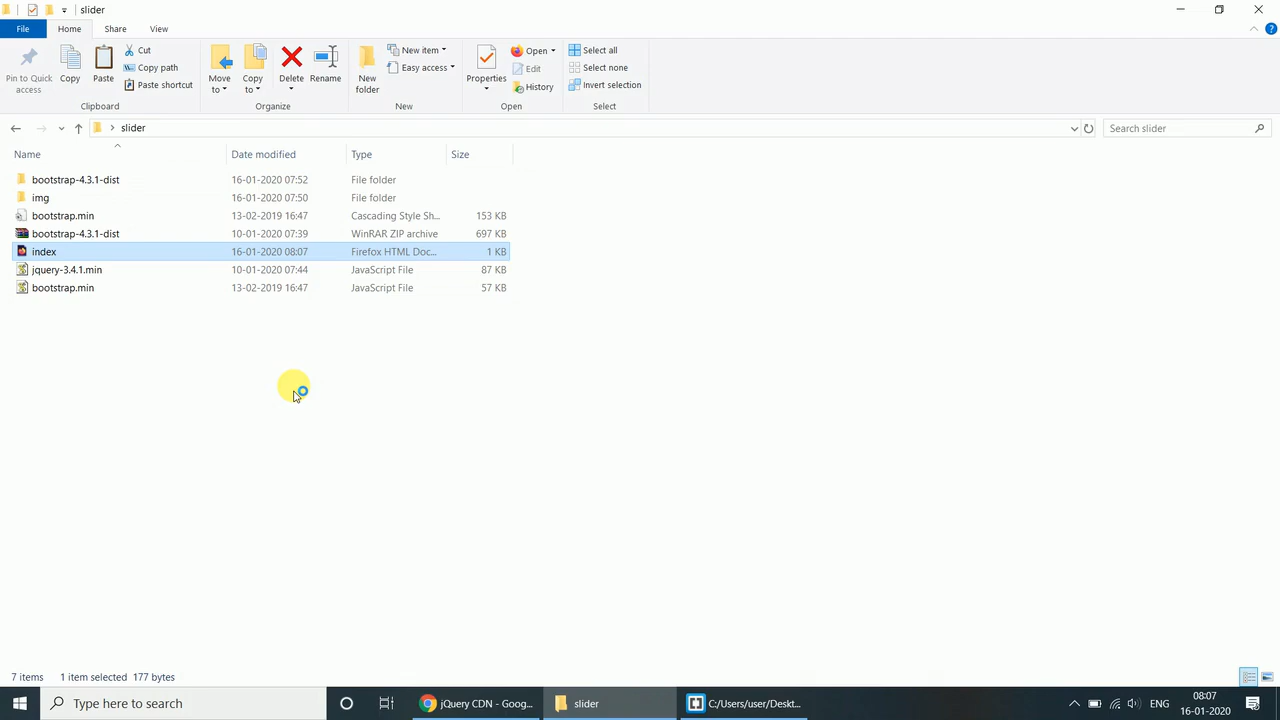 slider
File Home Share View
Pin to Quick access
Copy
Paste
Cut
Copy path
Paste shortcut
Clipboard
Move to
Copy to
Delete
Rename
Organize
New folder
New item
Easy access
New
Properties
Open
Edit
History
Open
Select all
Select none
Invert selection
Select
slider
Search slider
Name Date modified Type Size
bootstrap-4.3.1-dist 16-01-2020 07:52 File folder
img 16-01-2020 07:50 File folder
bootstrap.min 13-02-2019 16:47 Cascading Style Sh... 153 KB
bootstrap-4.3.1-dist 10-01-2020 07:39 WinRAR ZIP archive 697 KB
index 16-01-2020 08:07 Firefox HTML Doc... 1 KB
jquery-3.4.1.min 10-01-2020 07:44 JavaScript File 87 KB
bootstrap.min 13-02-2019 16:47 JavaScript File 57 KB
7 items 1 item selected 177 bytes
Type here to search
jQuery CDN - Goog...
slider
C:/Users/user/Deskt...
ENG
08:07
16-01-2020